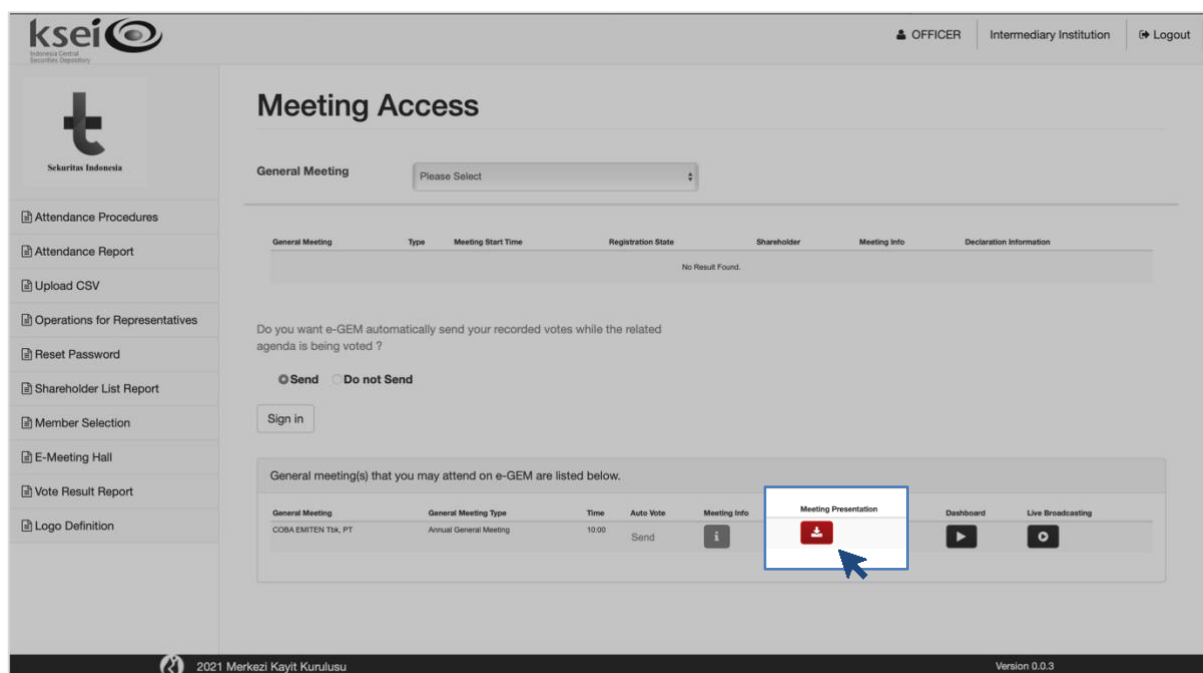 ksei
Indonesia Central
Securities Depository
OFFICER
Intermediary Institution
Logout
t
Sekuritas Indonesia
Attendance Procedures
Attendance Report
Upload CSV
Operations for Representatives
Reset Password
Shareholder List Report
Member Selection
E-Meeting Hall
Vote Result Report
Logo Definition
Meeting Access
General Meeting
Please Select
General Meeting Type Meeting Start Time Registration State Shareholder Meeting Info Declaration Information
No Result Found.
Do you want e-GEM automatically send your recorded votes while the related
agenda is being voted ?
Send Do not Send
Sign in
General meeting(s) that you may attend on e-GEM are listed below.
General Meeting General Meeting Type Time Auto Vote Meeting Info Meeting Presentation Dashboard Live Broadcasting
COBA EMITEN Tbk, PT Annual General Meeting 10:00 Send i
2021 Merkezi Kayit Kurulusu
Version 0.0.3